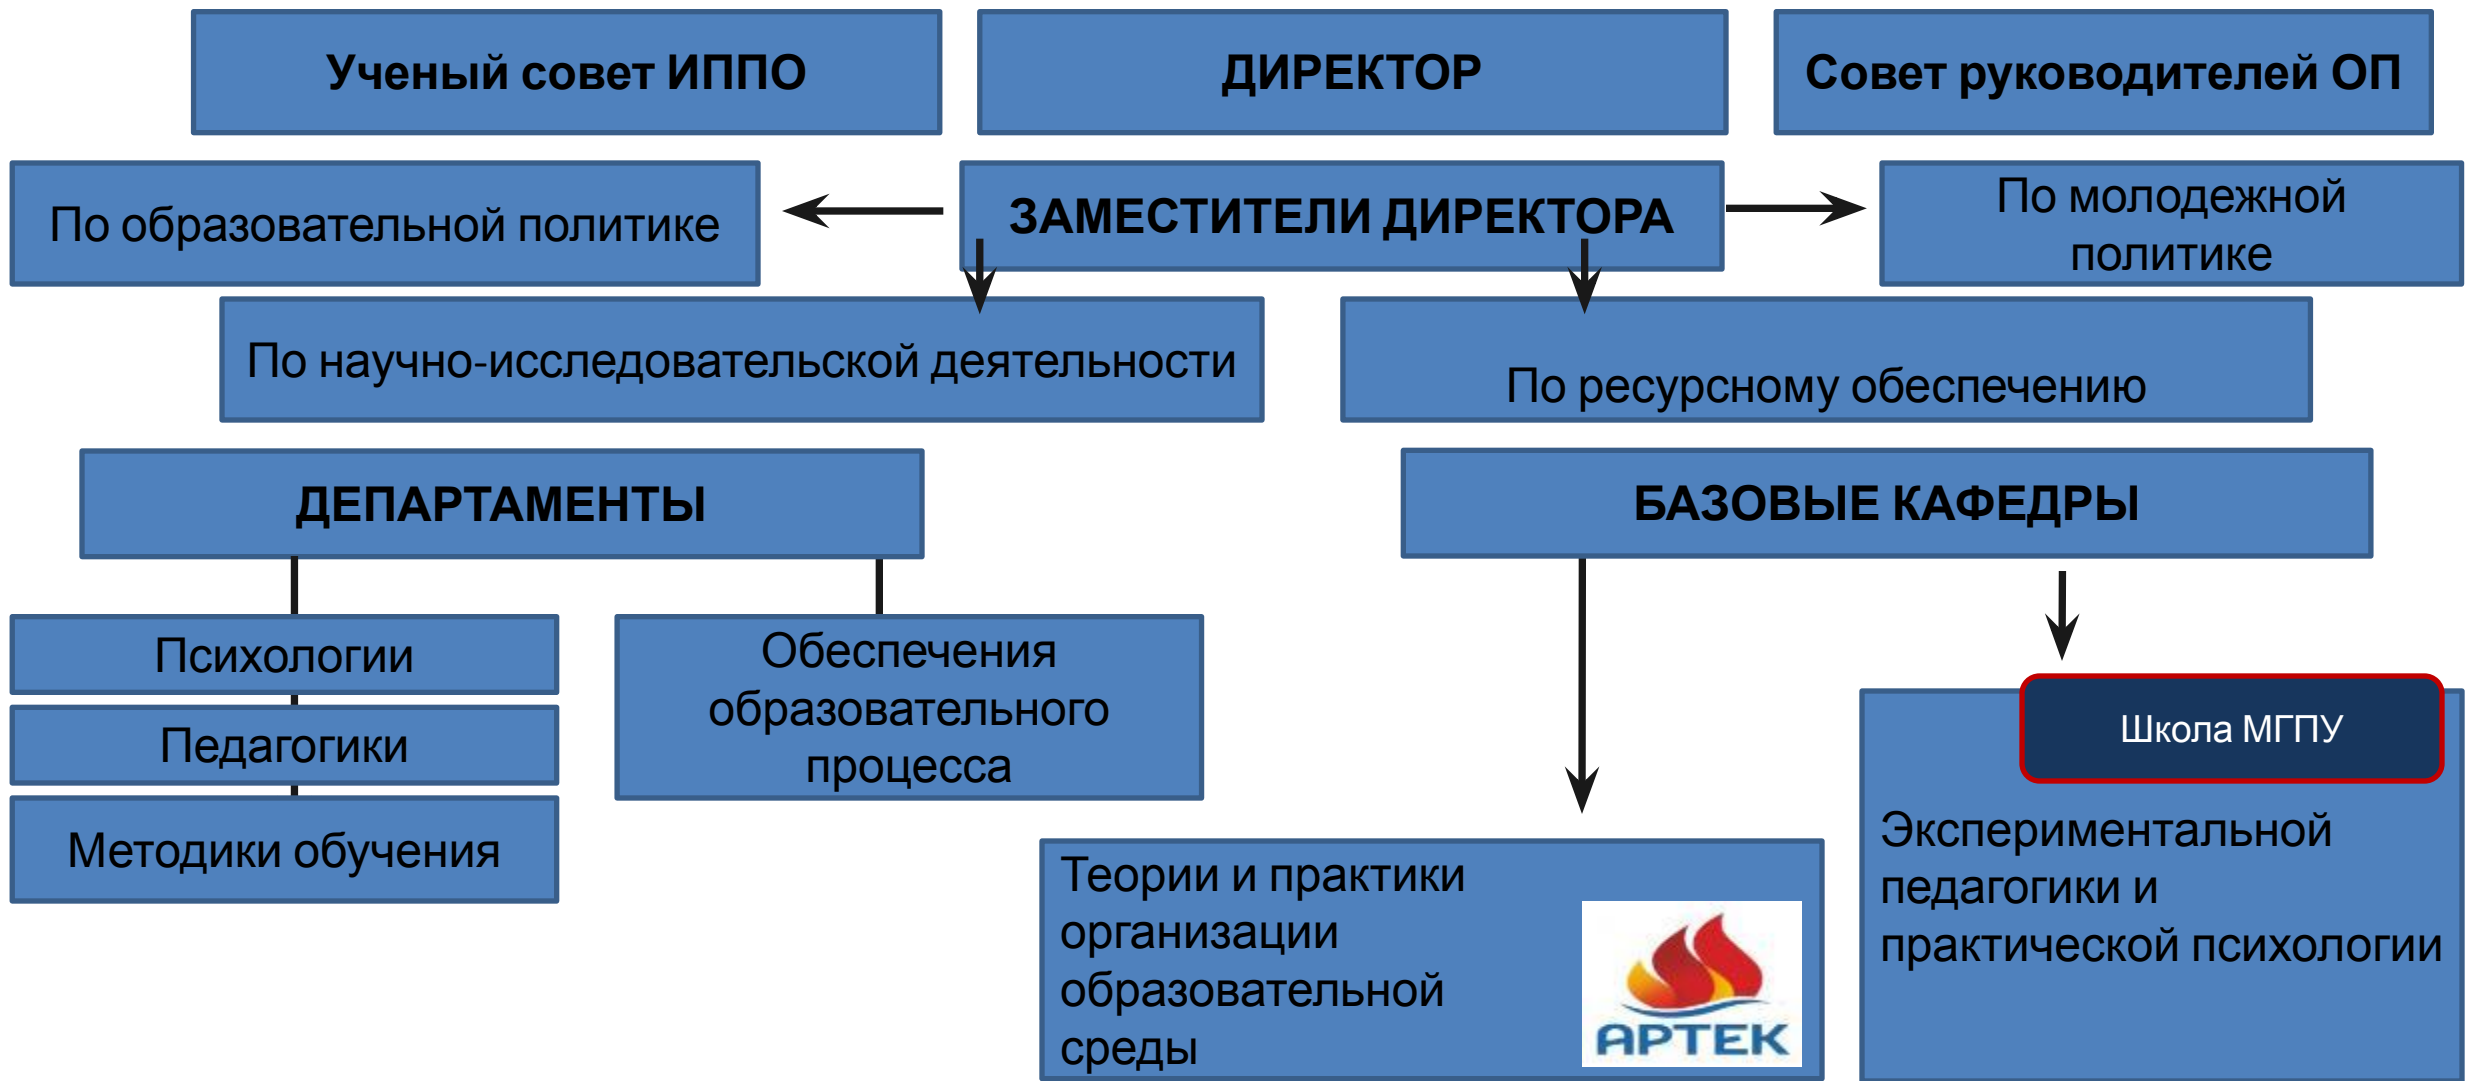 Ученый совет ИППО
ДИРЕКТОР
Совет руководителей ОП
По образовательной политике
ЗАМЕСТИТЕЛИ ДИРЕКТОРА
По молодежной
политике
По научно-исследовательской деятельности
По ресурсному обеспечению
ДЕПАРТАМЕНТЫ
БАЗОВЫЕ КАФЕДРЫ
Психологии
Педагогики
Методики обучения
Обеспечения
образовательного
процесса
Теории и практики
организации
образовательной
среды
АРТЕК
Школа МГПУ
Экспериментальной
педагогики и
практической психологии